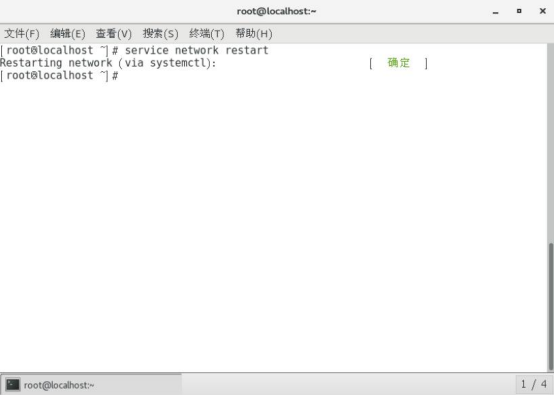 root@localhost:~
文件(F) 编辑(E) 查看(V) 搜索(S) 终端(T) 帮助(H)
[root@localhost ~]# service network restart
Restarting network (via systemctl): [ 确定 ]
[root@localhost ~]#
root@localhost:~ 1 / 4